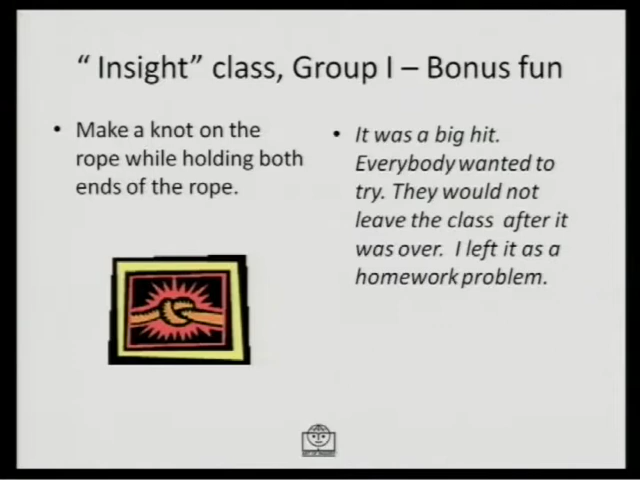 “ Insight” class, Group I – Bonus fun
• Make a knot on the
rope while holding both
ends of the rope.
• It was a big hit.
Everybody wanted to
try. They would not
leave the class after it
was over. I left it as a
homework problem.